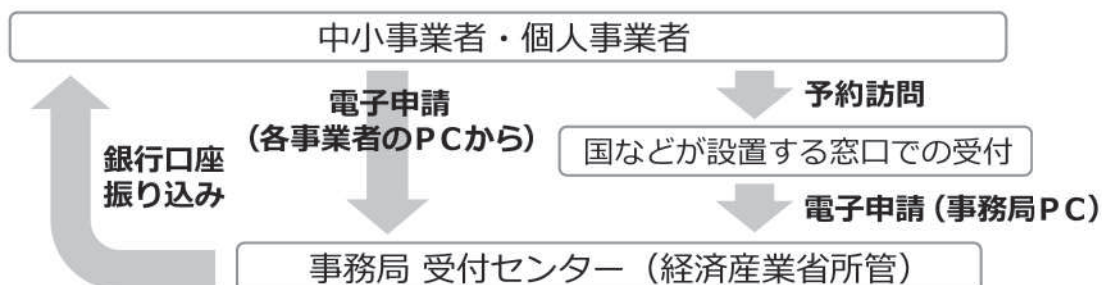 中小事業者・個人事業者
電子申請
（各事業者のPCから）
予約訪問
銀行口座
振り込み
国などが設置する窓口での受付
電子申請（事務局PC）
事務局 受付センター（経済産業省所管）